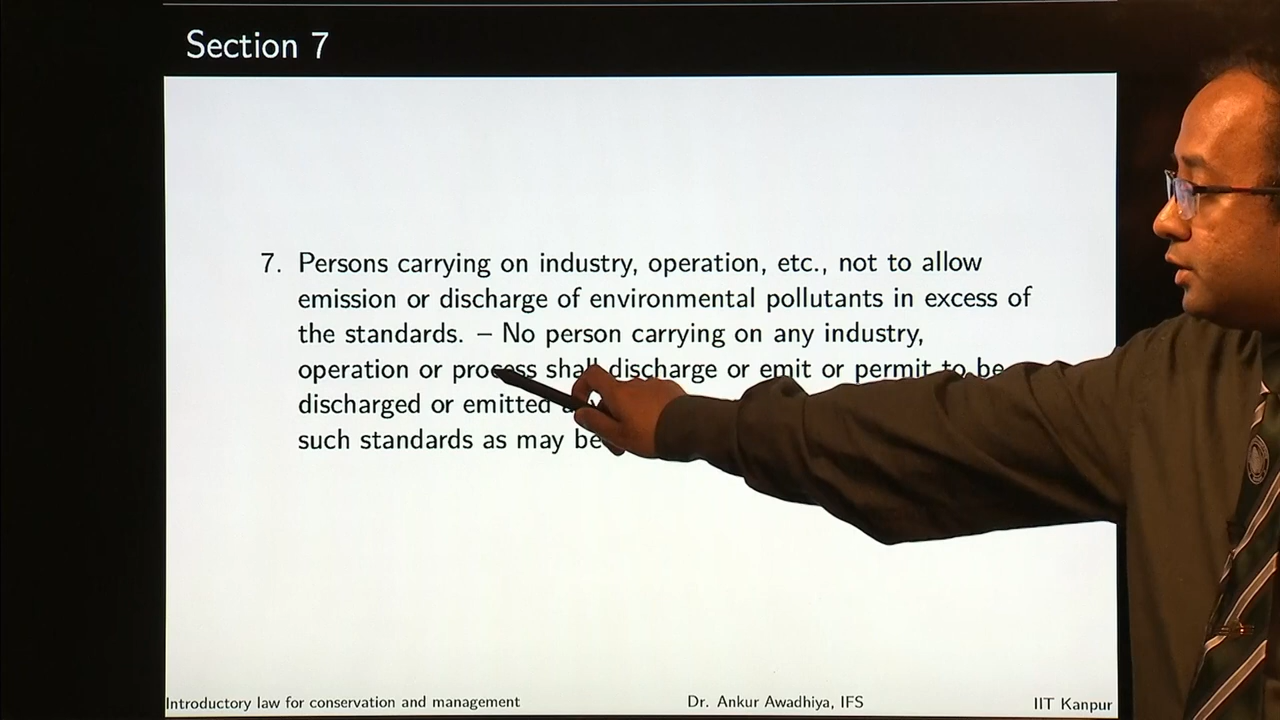 Section 7
7. Persons carrying on industry, operation, etc., not to allow
emission or discharge of environmental pollutants in excess of
the standards. – No person carrying on any industry,
operation or process shall discharge or emit or permit to be
discharged or emitted
such standards as may be
Introductory law for conservation and management Dr. Ankur Awadhiya, IFS IIT Kanpur